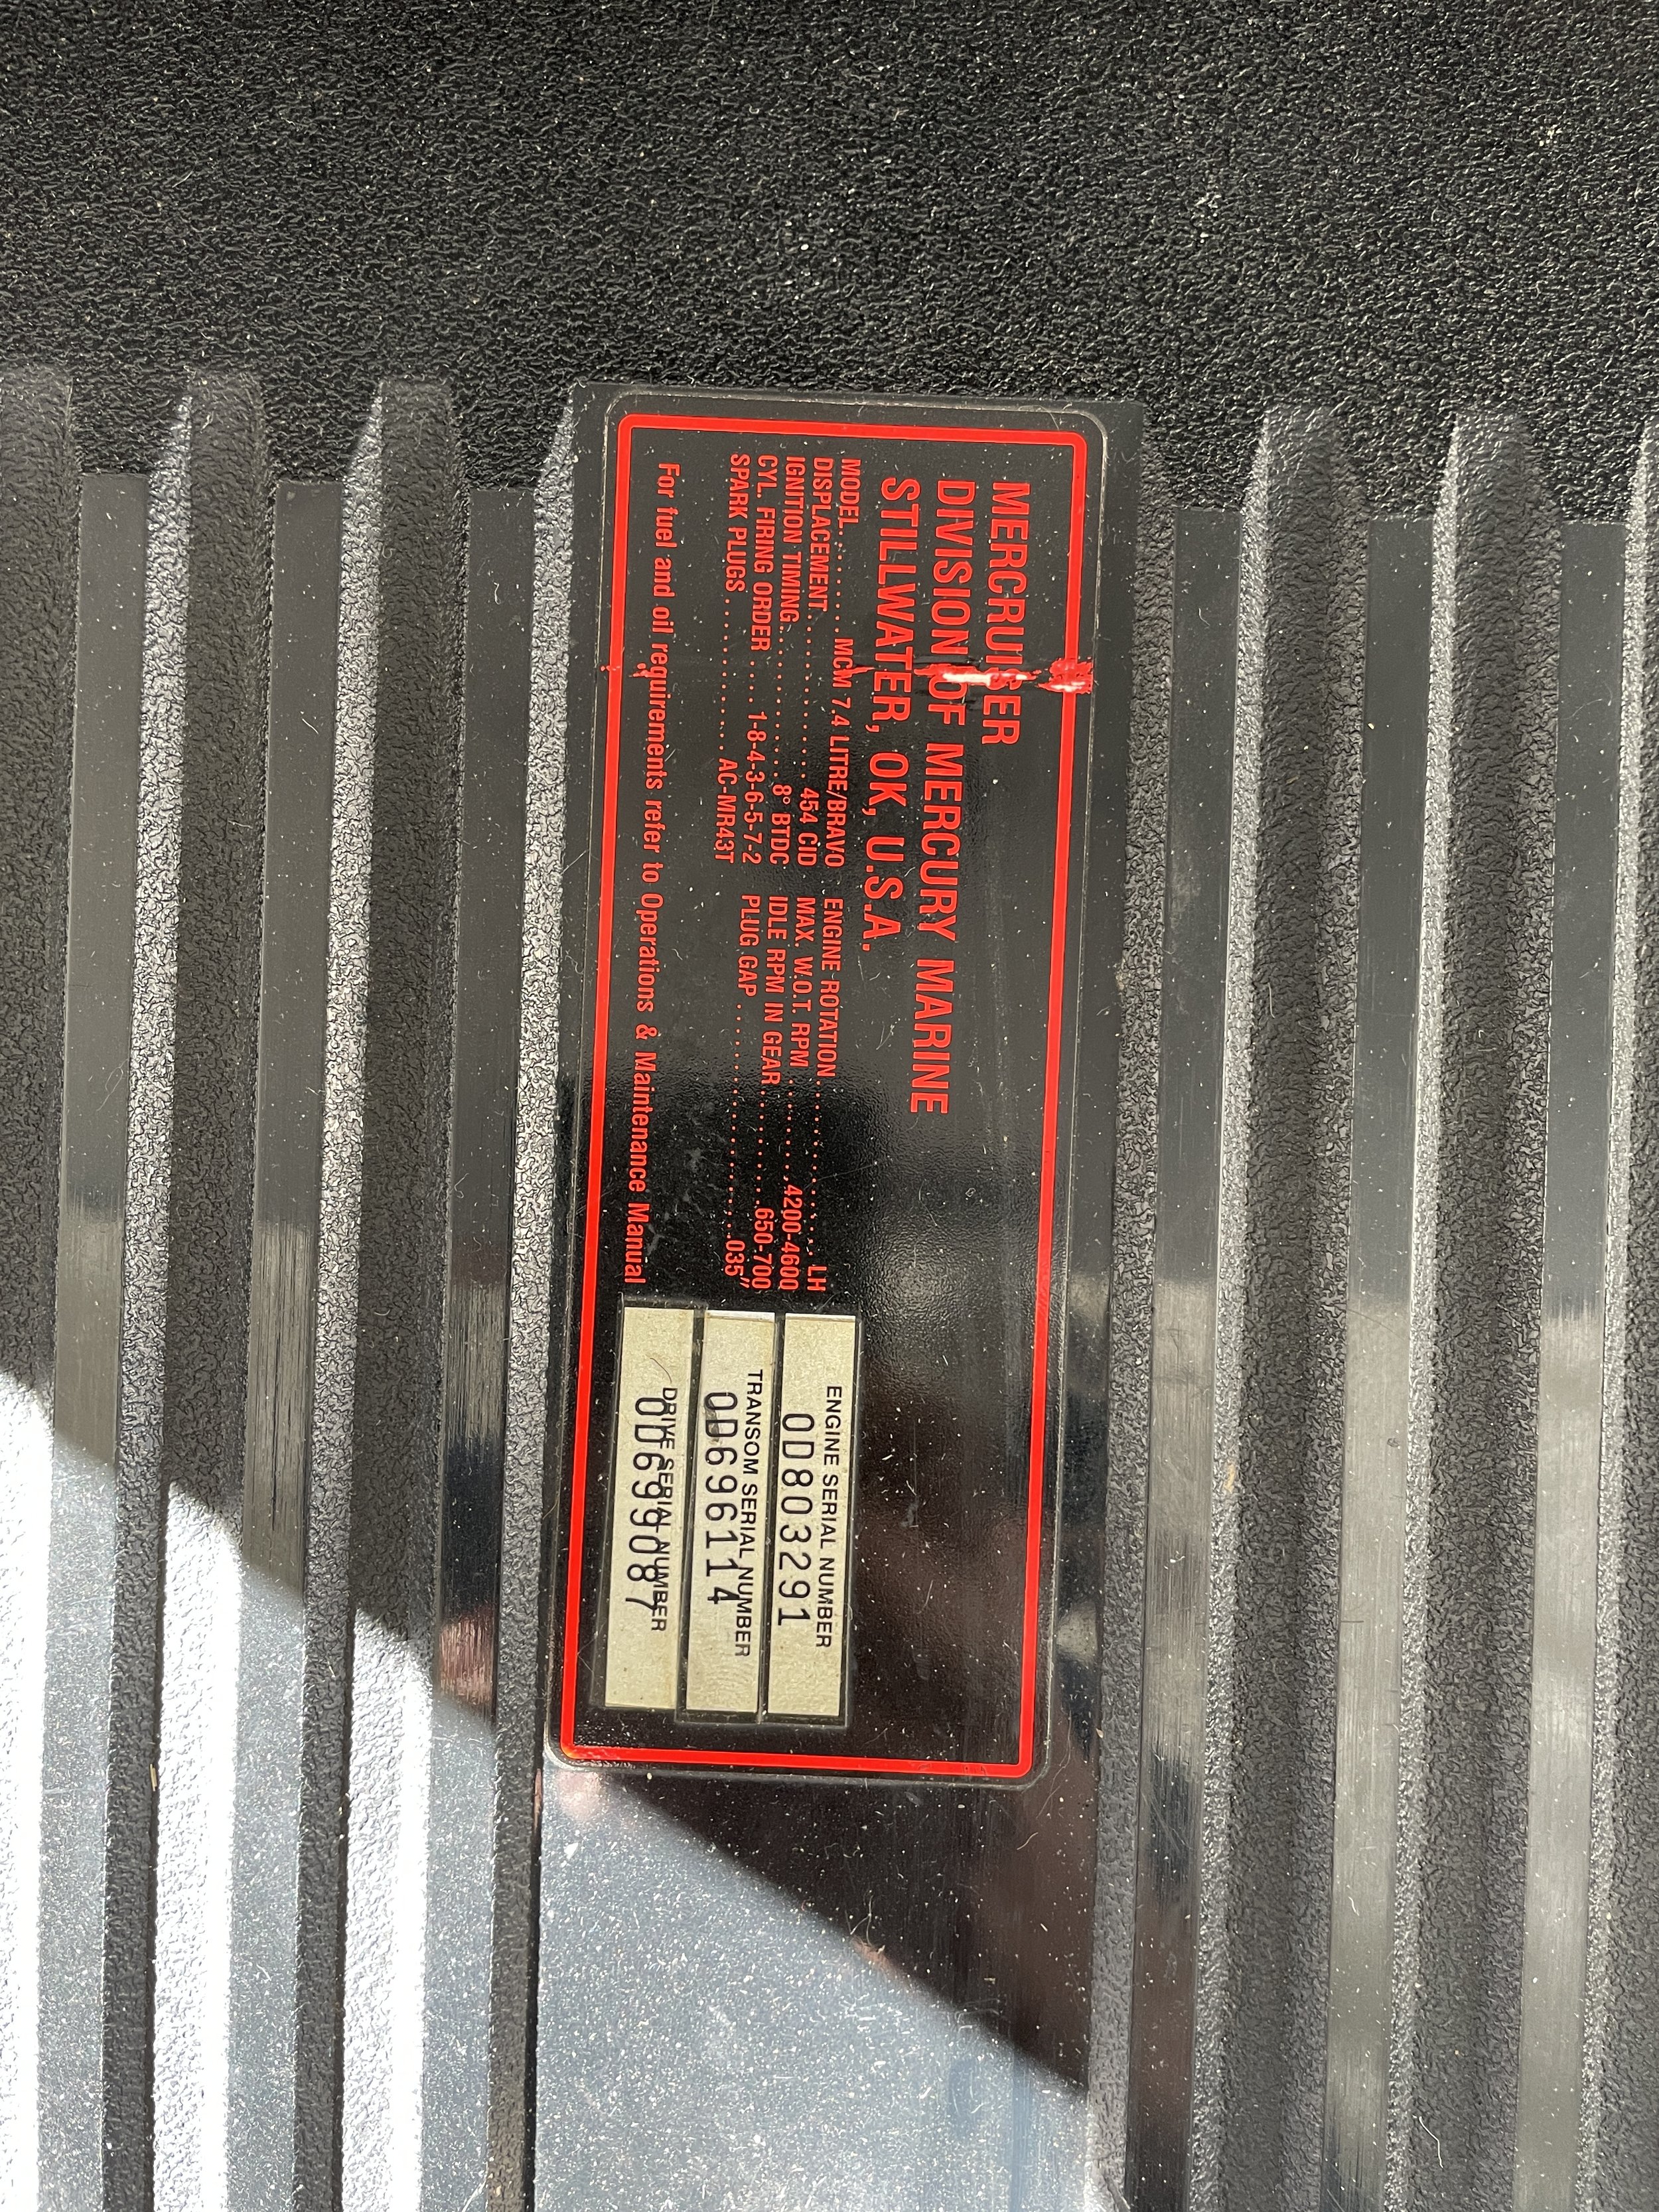 MERCRUISER
DIVISION OF MERCURY MARINE
STILLWATER, OK, U.S.A.
MODEL..........MCM 7.4 LITRE/BRAVO ENGINE ROTATION..............LH
DISPLACEMENT..............454 CID MAX. W.O.T. RPM.........4200-4600
IGNITION TIMING............8° BTDC IDLE RPM IN GEAR.........650-700
CYL. FIRING ORDER....1-8-4-3-6-5-7-2 PLUG GAP................035"
SPARK PLUGS............AC-MR43T
For fuel and oil requirements refer to Operations & Maintenance Manual
ENGINE SERIAL NUMBER
0D803291
TRANSOM SERIAL NUMBER
0D696114
DRIVE SERIAL NUMBER
0D699087